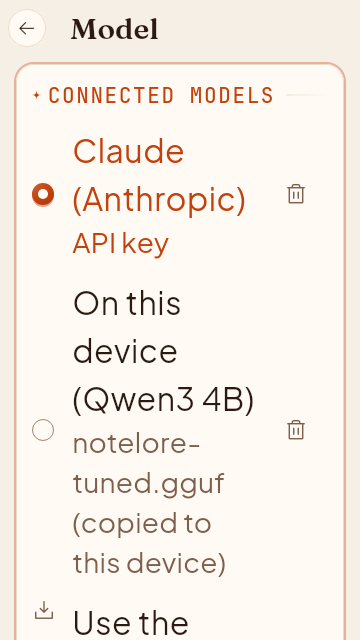 Model
CONNECTED MODELS
Claude
(Anthropic)
API key
On this
device
(Qwen3 4B)
notelore-
tuned.gguf
(copied to
this device)
Use the